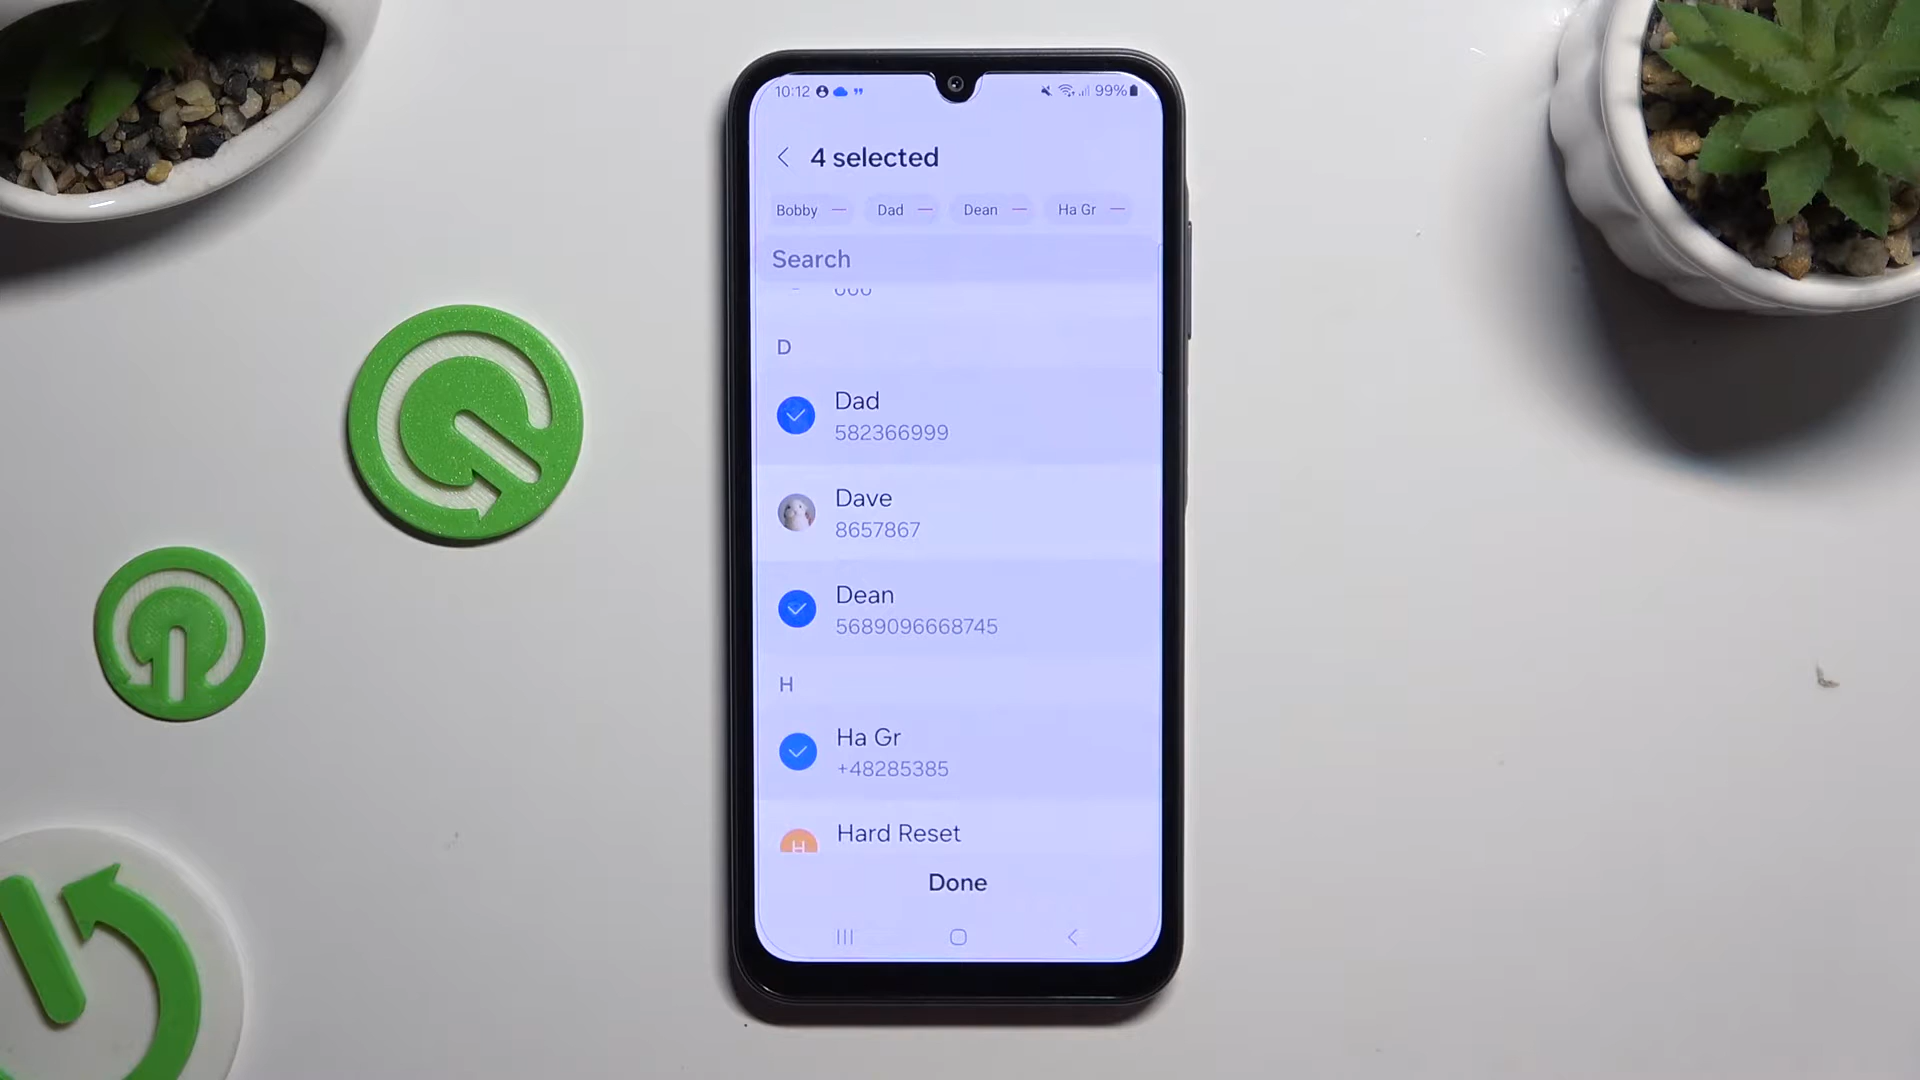 10:12 99%
4 selected
Bobby Dad Dean Ha Gr
Search
D
Dad
582366999
Dave
8657867
Dean
5689096668745
H
Ha Gr
+48285385
H Hard Reset
Done